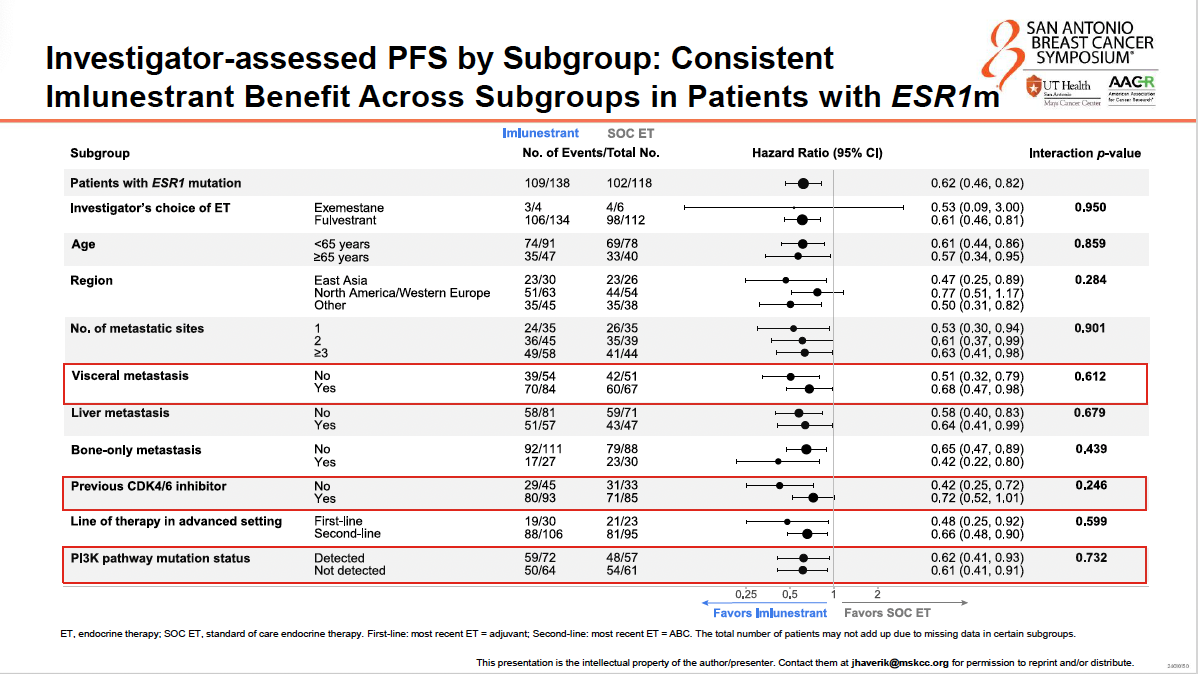 SAN ANTONIO
BREAST CANCER
SYMPOSIUM®
UT Health
San Antonio
Mays Cancer Center
AACR
American Association
for Cancer Research®
Investigator-assessed PFS by Subgroup: Consistent
Imlunestrant Benefit Across Subgroups in Patients with ESR1m
Imlunestrant SOC ET
Subgroup No. of Events/Total No. Hazard Ratio (95% CI) Interaction p-value
Patients with ESR1 mutation 109/138 102/118 0.62 (0.46, 0.82)
Investigator's choice of ET Exemestane 3/4 4/6 0.53 (0.09, 3.00) 0.950
Fulvestrant 106/134 98/112 0.61 (0.46, 0.81)
Age <65 years 74/91 69/78 0.61 (0.44, 0.86) 0.859
≥65 years 35/47 33/40 0.57 (0.34, 0.95)
Region East Asia 23/30 23/26 0.47 (0.25, 0.89) 0.284
North America/Western Europe 51/63 44/54 0.77 (0.51, 1.17)
Other 35/45 35/38 0.50 (0.31, 0.82)
No. of metastatic sites 1 24/35 26/35 0.53 (0.30, 0.94) 0.901
2 36/45 35/39 0.61 (0.37, 0.99)
≥3 49/58 41/44 0.63 (0.41, 0.98)
Visceral metastasis No 39/54 42/51 0.51 (0.32, 0.79) 0.612
Yes 70/84 60/67 0.68 (0.47, 0.98)
Liver metastasis No 58/81 59/71 0.58 (0.40, 0.83) 0.679
Yes 51/57 43/47 0.64 (0.41, 0.99)
Bone-only metastasis No 92/111 79/88 0.65 (0.47, 0.89) 0.439
Yes 17/27 23/30 0.42 (0.22, 0.80)
Previous CDK4/6 inhibitor No 29/45 31/33 0.42 (0.25, 0.72) 0.246
Yes 80/93 71/85 0.72 (0.52, 1.01)
Line of therapy in advanced setting First-line 19/30 21/23 0.48 (0.25, 0.92) 0.599
Second-line 88/106 81/95 0.66 (0.48, 0.90)
PI3K pathway mutation status Detected 59/72 48/57 0.62 (0.41, 0.93) 0.732
Not detected 50/64 54/61 0.61 (0.41, 0.91)
0.25 0.5 1 2
Favors Imlunestrant Favors SOC ET
ET, endocrine therapy; SOC ET, standard of care endocrine therapy. First-line: most recent ET = adjuvant; Second-line: most recent ET = ABC. The total number of patients may not add up due to missing data in certain subgroups.
This presentation is the intellectual property of the author/presenter. Contact them at jhaverik@mskcc.org for permission to reprint and/or distribute.